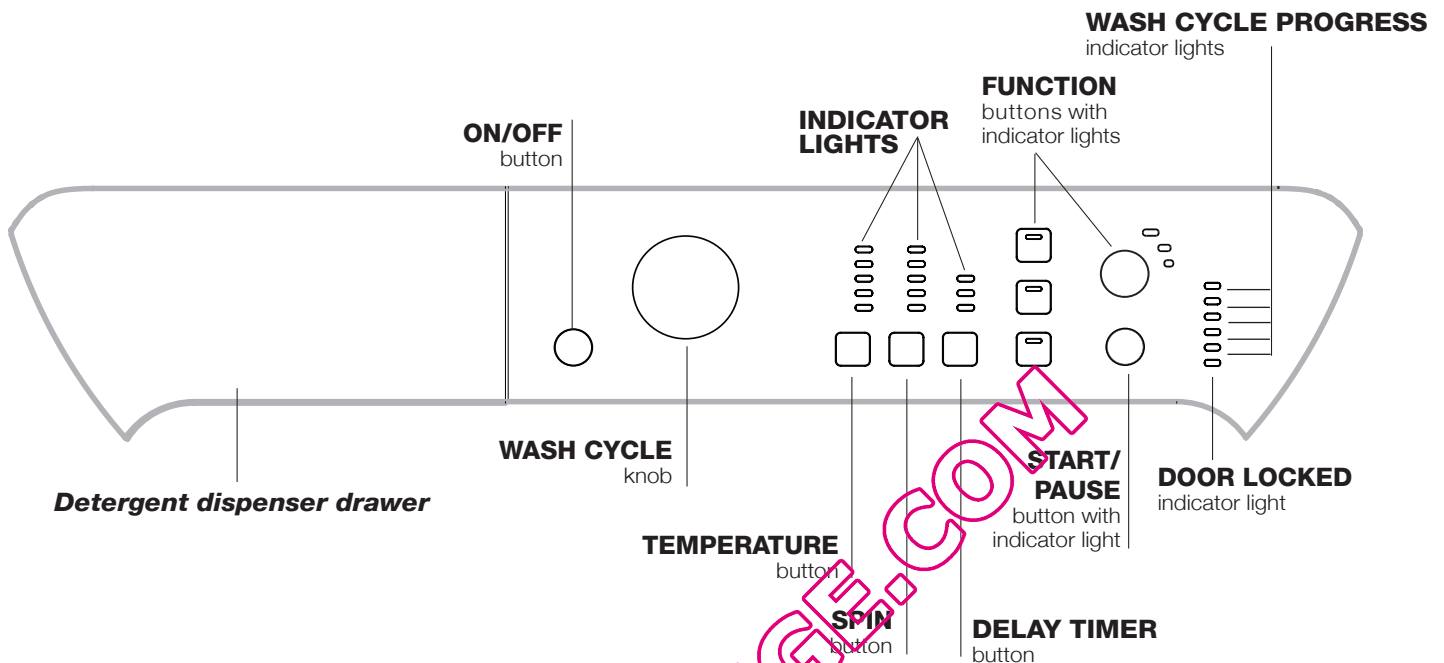 WASH CYCLE PROGRESS
indicator lights
FUNCTION
buttons with
indicator lights
INDICATOR
LIGHTS
ON/OFF
button
WASH CYCLE
knob
Detergent dispenser drawer
START/
PAUSE
button with
indicator light
DOOR LOCKED
indicator light
TEMPERATURE
button
SPIN
button
DELAY TIMER
button
GE.COM